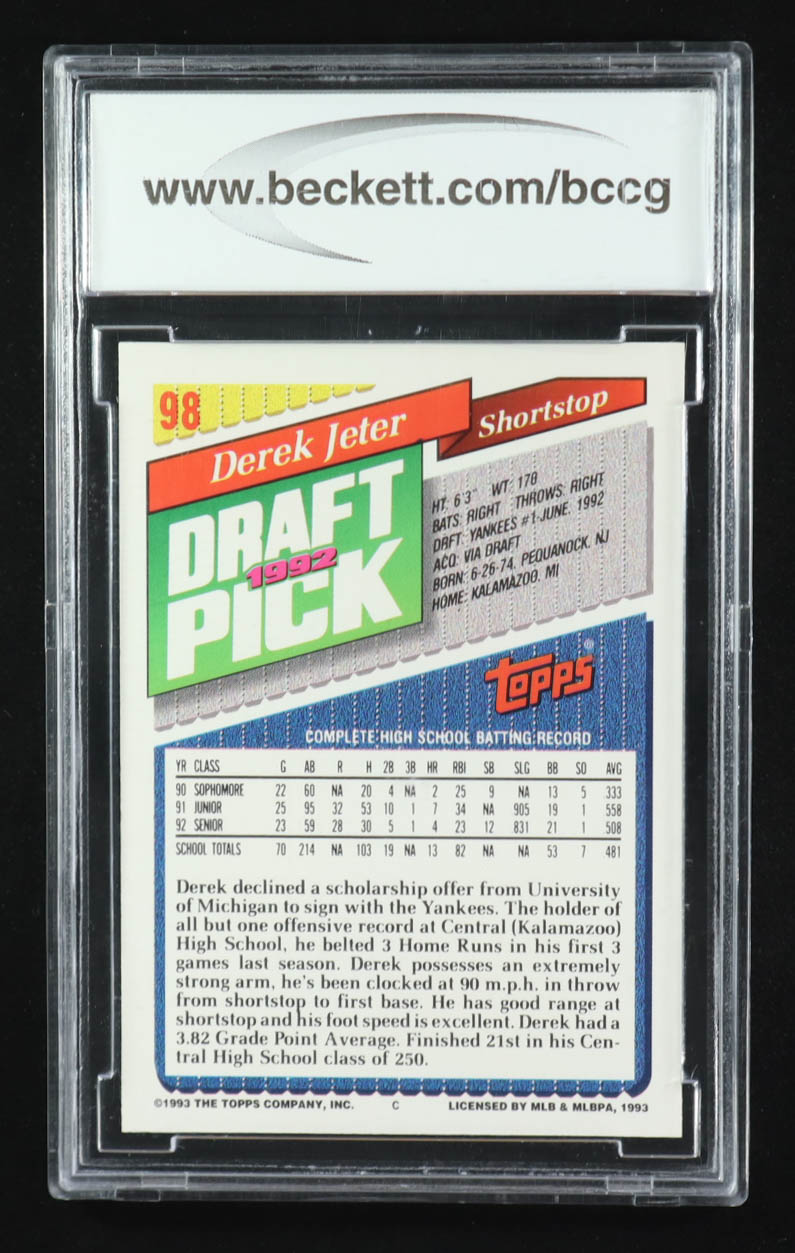 www.beckett.com/bccg
98
Derek Jeter
Shortstop
DRAFT
1992
PICK
HT: 6'3" WT: 178
BATS: RIGHT THROWS: RIGHT
DRFT: YANKEES #1-JUNE, 1992
ACQ: VIA DRAFT
BORN: 6-26-74, PEQUANOCK, NJ
HOME: KALAMAZOO, MI
Topps®
COMPLETE HIGH SCHOOL BATTING RECORD
YR CLASS G AB R H 2B 3B HR RBI SB SLG BB SO AVG
90 SOPHOMORE 22 60 NA 20 4 NA 2 25 9 NA 13 5 333
91 JUNIOR 25 95 32 53 10 1 7 34 NA 905 19 1 558
92 SENIOR 23 59 28 30 5 1 4 23 12 831 21 1 508
SCHOOL TOTALS 70 214 NA 103 19 NA 13 82 NA NA 53 7 481
Derek declined a scholarship offer from University
of Michigan to sign with the Yankees. The holder of
all but one offensive record at Central (Kalamazoo)
High School, he belted 3 Home Runs in his first 3
games last season. Derek possesses an extremely
strong arm, he's been clocked at 90 m.p.h. in throw
from shortstop to first base. He has good range at
shortstop and his foot speed is excellent. Derek had a
3.82 Grade Point Average. Finished 21st in his Cen-
tral High School class of 250.
©1993 THE TOPPS COMPANY, INC. C LICENSED BY MLB & MLBPA, 1993